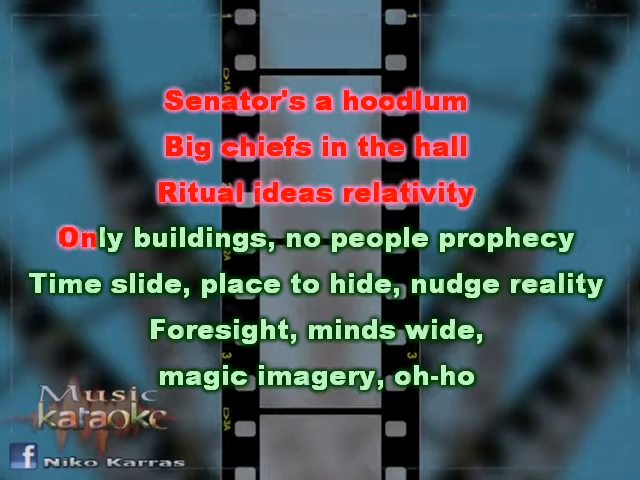 Senator's a hoodlum
Big chiefs in the hall
Ritual ideas relativity
Only buildings, no people prophecy
Time slide, place to hide, nudge reality
Foresight, minds wide,
magic imagery, oh-ho
Music
karaoke
f Niko Karras